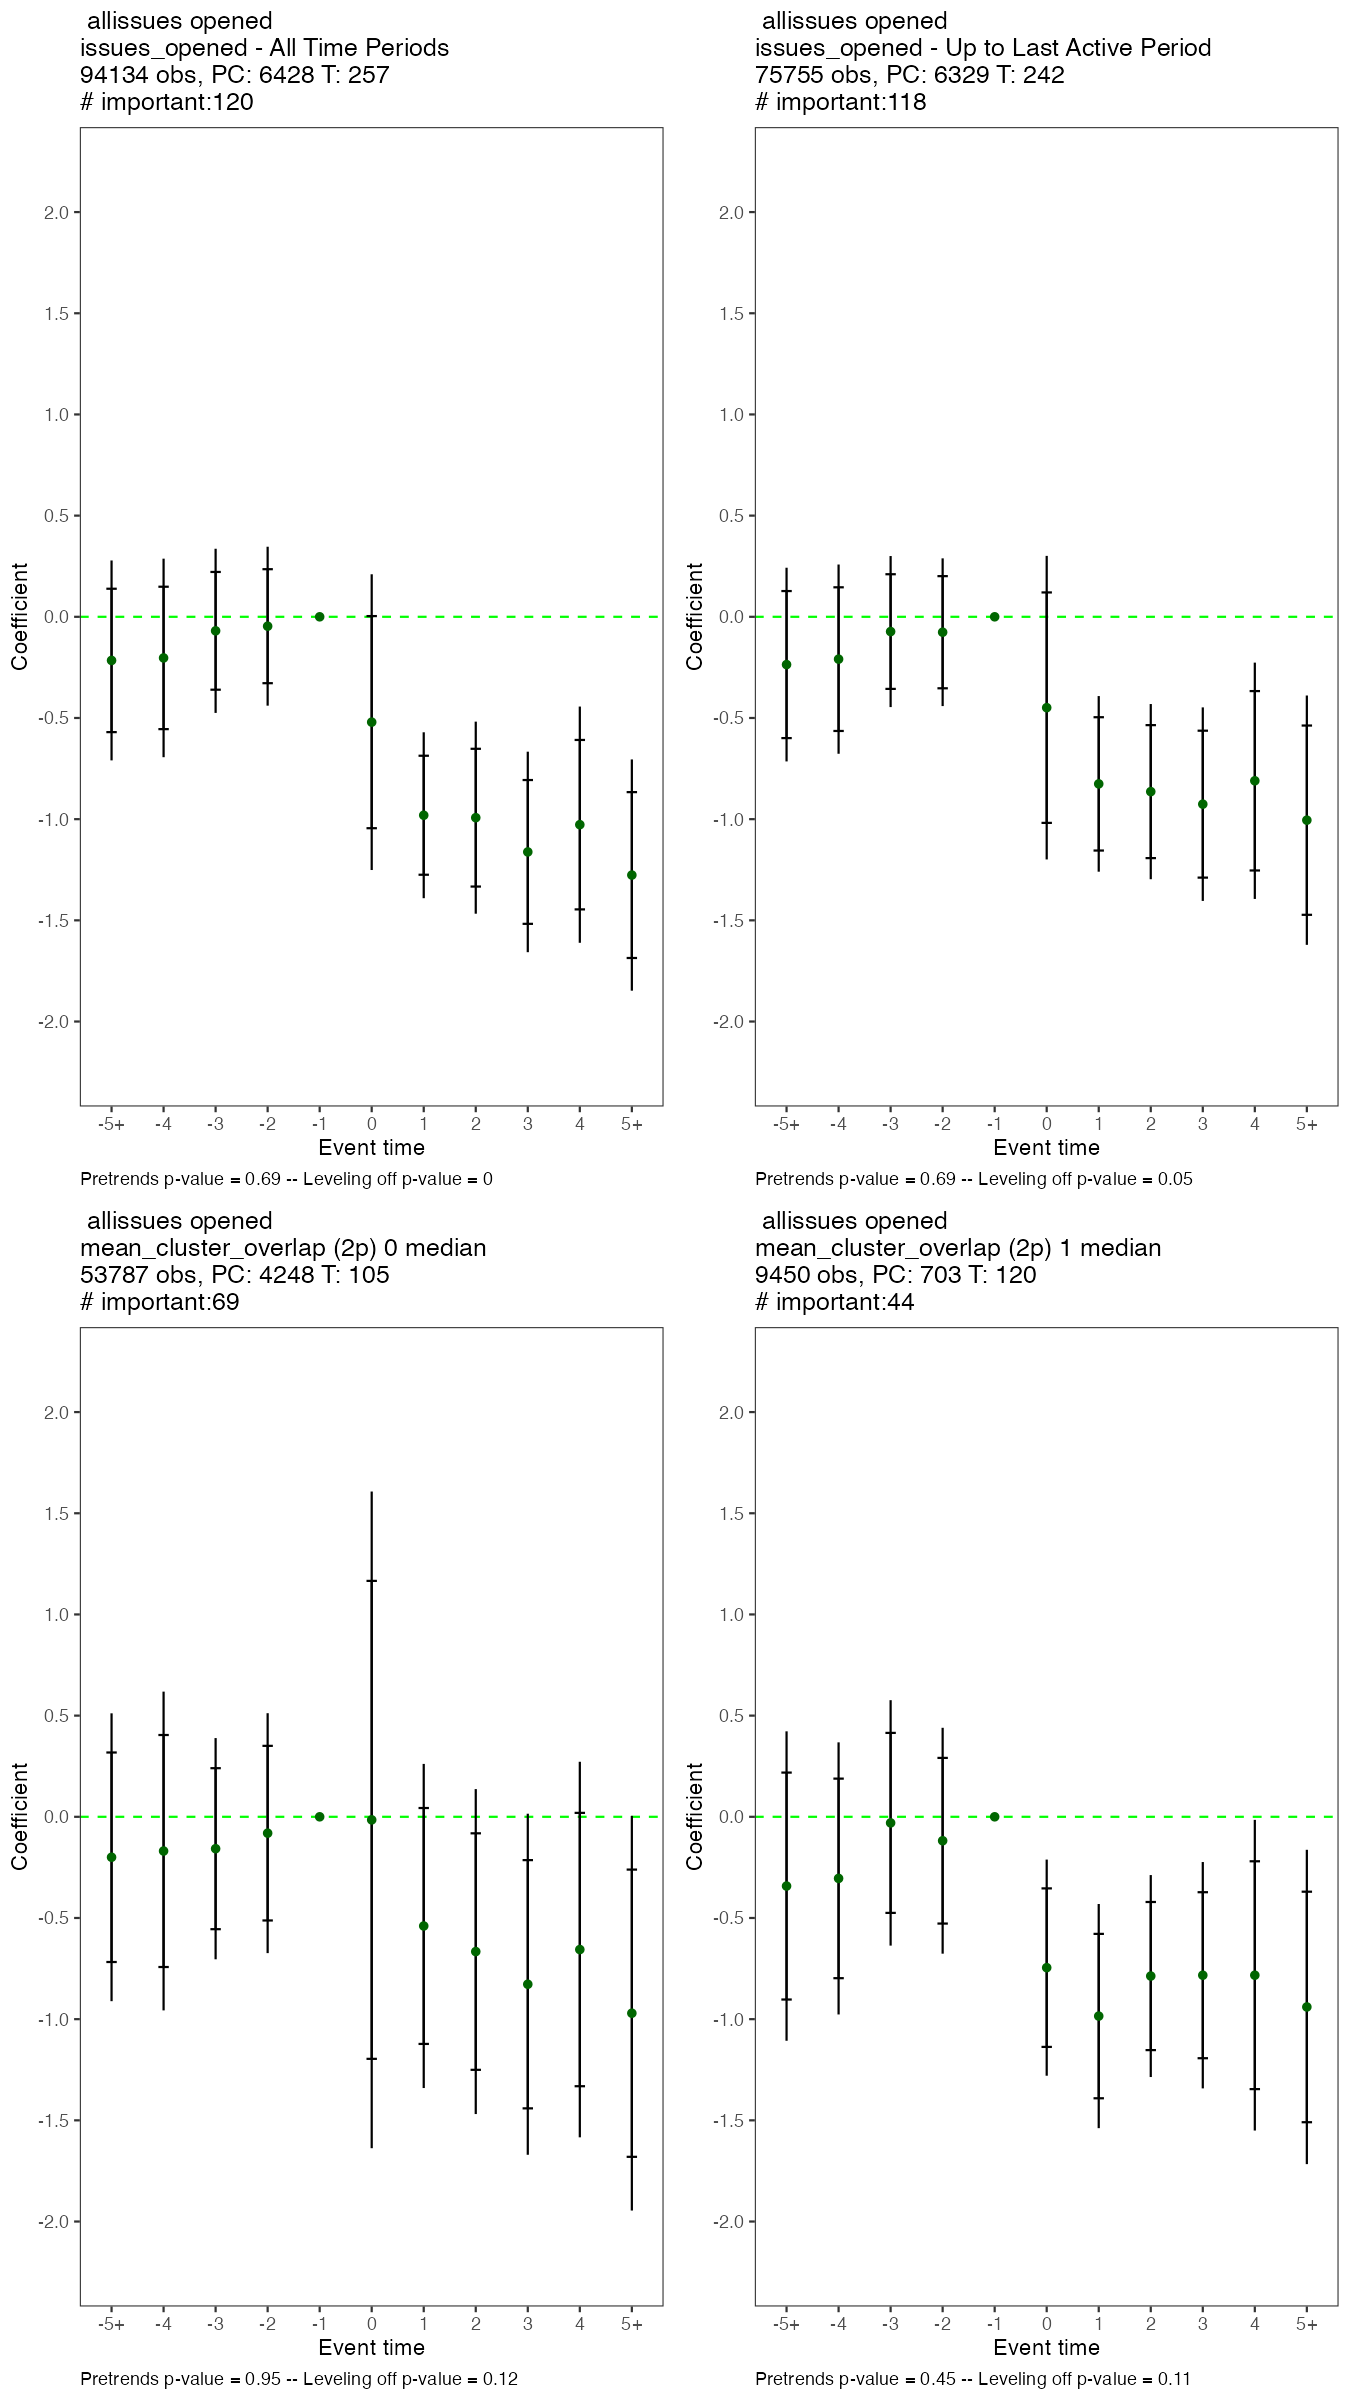 allissues opened
issues_opened - All Time Periods
94134 obs, PC: 6428 T: 257
# important:120
2.0
1.5
1.0
0.5
0.0
-0.5
-1.0
-1.5
-2.0
Coefficient
-5+ -4 -3 -2 -1 0 1 2 3 4 5+
Event time
Pretrends p-value = 0.69 -- Leveling off p-value = 0
allissues opened
issues_opened - Up to Last Active Period
75755 obs, PC: 6329 T: 242
# important:118
2.0
1.5
1.0
0.5
0.0
-0.5
-1.0
-1.5
-2.0
Coefficient
-5+ -4 -3 -2 -1 0 1 2 3 4 5+
Event time
Pretrends p-value = 0.69 -- Leveling off p-value = 0.05
allissues opened
mean_cluster_overlap (2p) 0 median
53787 obs, PC: 4248 T: 105
# important:69
2.0
1.5
1.0
0.5
0.0
-0.5
-1.0
-1.5
-2.0
Coefficient
-5+ -4 -3 -2 -1 0 1 2 3 4 5+
Event time
Pretrends p-value = 0.95 -- Leveling off p-value = 0.12
allissues opened
mean_cluster_overlap (2p) 1 median
9450 obs, PC: 703 T: 120
# important:44
2.0
1.5
1.0
0.5
0.0
-0.5
-1.0
-1.5
-2.0
Coefficient
-5+ -4 -3 -2 -1 0 1 2 3 4 5+
Event time
Pretrends p-value = 0.45 -- Leveling off p-value = 0.11